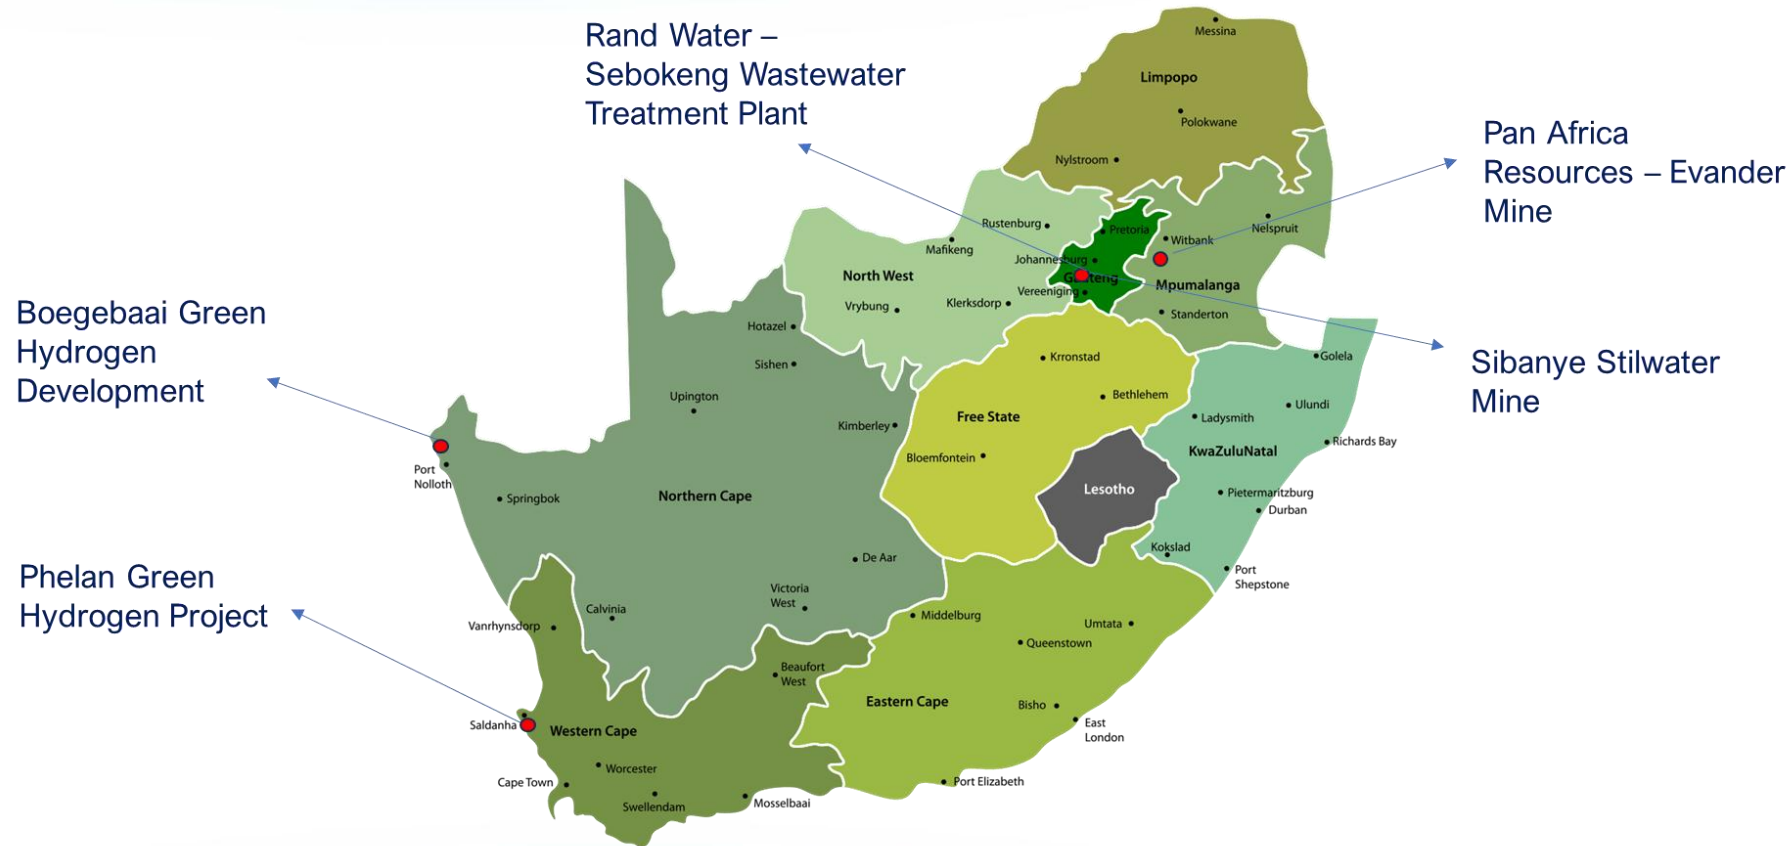 Rand Water –
Sebokeng Wastewater
Treatment Plant
Pan Africa
Resources – Evander
Mine
Boegebaai Green
Hydrogen
Development
Sibanye Stilwater
Mine
Phelan Green
Hydrogen Project
Messina
Limpopo
Polokwane
Nylstroom
Rustenburg
Pretoria
Nelspruit
Witbank
Mafikeng
Johannesburg
North West
Gauteng
Mpumalanga
Vereeniging
Klerksdorp
Vrybung
Standerton
Hotazel
Sishen
Krronstad
Golela
Upington
Bethlehem
Ulundi
Free State
Ladysmith
Kimberley
Richards Bay
KwaZuluNatal
Bloemfontein
Port
Nolloth
Lesotho
Northern Cape
Springbok
Pietermaritzburg
Durban
Kokslad
De Aar
Port
Shepstone
Victoria
West
Calvinia
Middelburg
Vanrhynsdorp
Umtata
Queenstown
Beaufort
West
Eastern Cape
Bisho
Saldanha
Western Cape
East
London
Worcester
Cape Town
Port Elizabeth
Swellendam
Mosselbaai